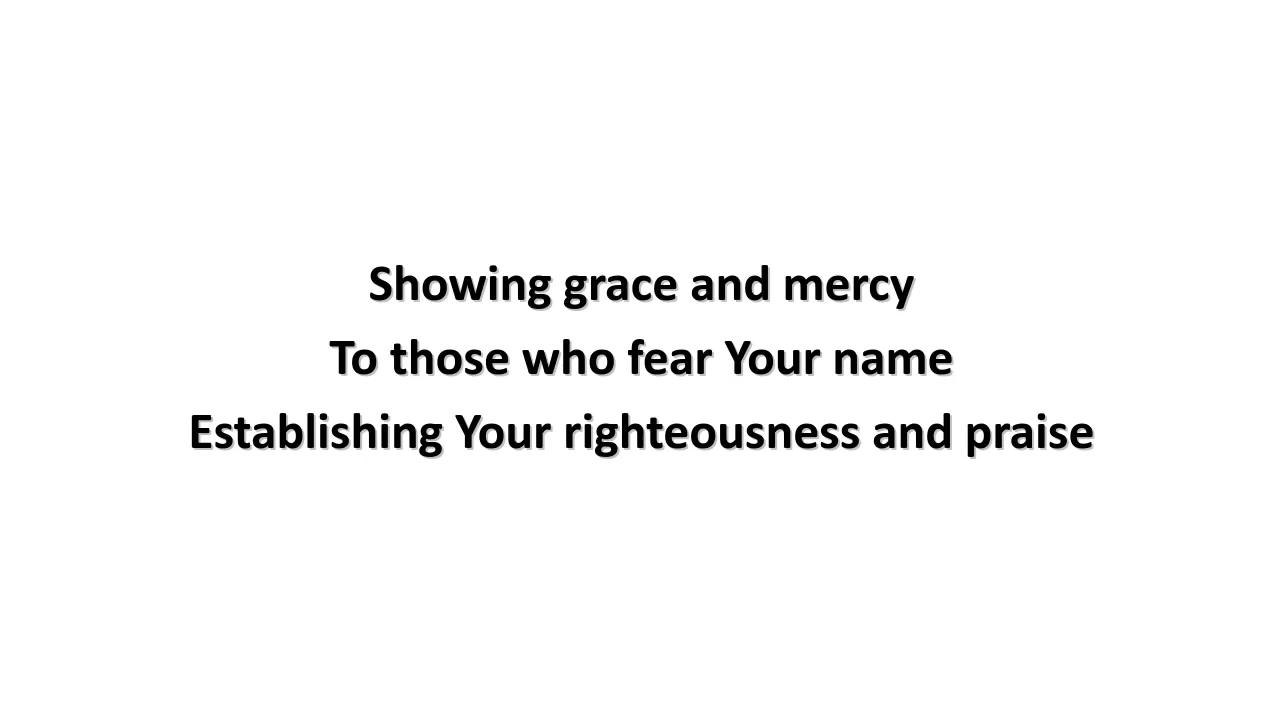 Showing grace and mercy
To those who fear Your name
Establishing Your righteousness and praise